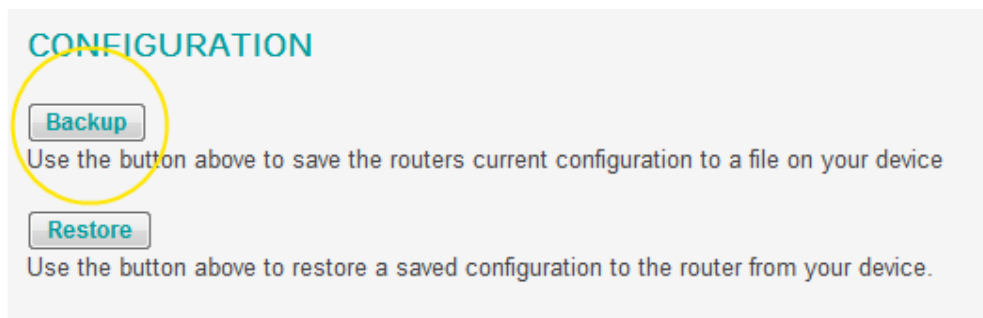 CONFIGURATION
Backup
Use the button above to save the routers current configuration to a file on your device
Restore
Use the button above to restore a saved configuration to the router from your device.